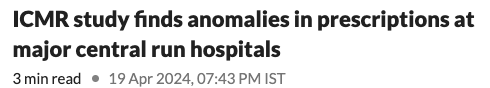 ICMR study finds anomalies in prescriptions at
major central run hospitals
3 min read ● 19 Apr 2024, 07:43 PM IST